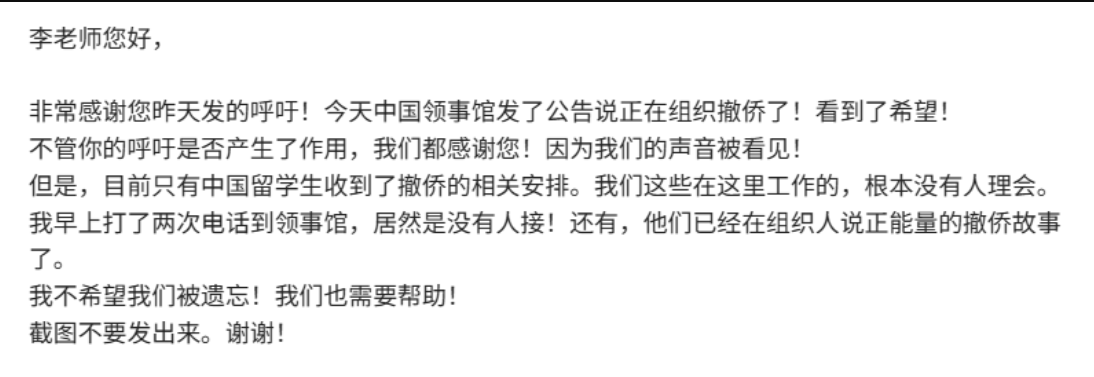 李老师您好，
非常感谢您昨天发的呼吁！今天中国领事馆发了公告说正在组织撤侨了！看到了希望！
不管你的呼吁是否产生了作用，我们都感谢您！因为我们的声音被看见！
但是，目前只有中国留学生收到了撤侨的相关安排。我们这些在这里工作的，根本没有人理会。
我早上打了两次电话到领事馆，居然是没有人接！还有，他们已经在组织人说正能量的撤侨故事
了。
我不希望我们被遗忘！我们也需要帮助！
截图不要发出来。谢谢！